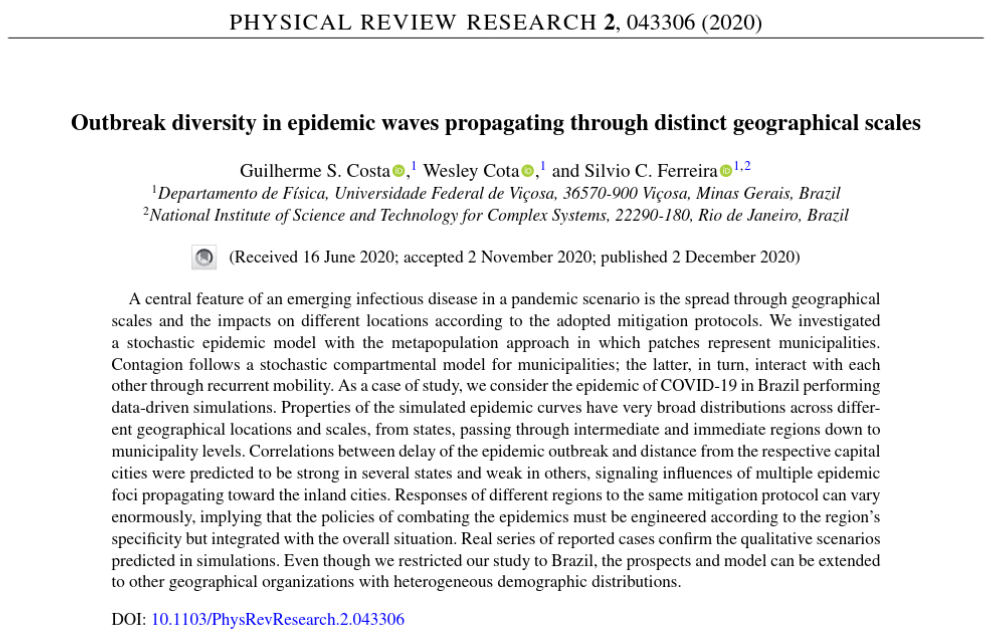 PHYSICAL REVIEW RESEARCH 2, 043306 (2020)
Outbreak diversity in epidemic waves propagating through distinct geographical scales
Guilherme S. Costa,1 Wesley Cota,1 and Silvio C. Ferreira1,2
1Departamento de Física, Universidade Federal de Viçosa, 36570-900 Viçosa, Minas Gerais, Brazil
2National Institute of Science and Technology for Complex Systems, 22290-180, Rio de Janeiro, Brazil
(Received 16 June 2020; accepted 2 November 2020; published 2 December 2020)
A central feature of an emerging infectious disease in a pandemic scenario is the spread through geographical
scales and the impacts on different locations according to the adopted mitigation protocols. We investigated
a stochastic epidemic model with the metapopulation approach in which patches represent municipalities.
Contagion follows a stochastic compartmental model for municipalities; the latter, in turn, interact with each
other through recurrent mobility. As a case of study, we consider the epidemic of COVID-19 in Brazil performing
data-driven simulations. Properties of the simulated epidemic curves have very broad distributions across differ-
ent geographical locations and scales, from states, passing through intermediate and immediate regions down to
municipality levels. Correlations between delay of the epidemic outbreak and distance from the respective capital
cities were predicted to be strong in several states and weak in others, signaling influences of multiple epidemic
foci propagating toward the inland cities. Responses of different regions to the same mitigation protocol can vary
enormously, implying that the policies of combating the epidemics must be engineered according to the region's
specificity but integrated with the overall situation. Real series of reported cases confirm the qualitative scenarios
predicted in simulations. Even though we restricted our study to Brazil, the prospects and model can be extended
to other geographical organizations with heterogeneous demographic distributions.
DOI: 10.1103/PhysRevResearch.2.043306